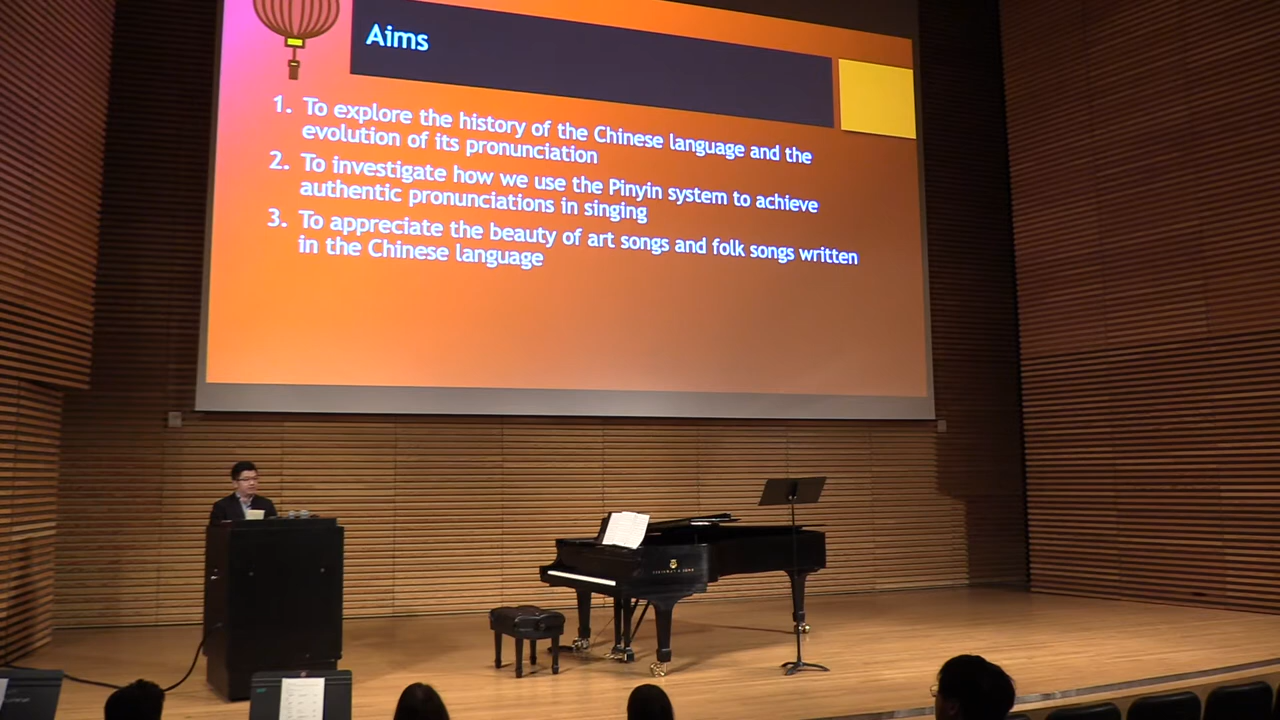 Aims
1. To explore the history of the Chinese language and the
evolution of its pronunciation
2. To investigate how we use the Pinyin system to achieve
authentic pronunciations in singing
3. To appreciate the beauty of art songs and folk songs written
in the Chinese language
STEINWAY & SONS